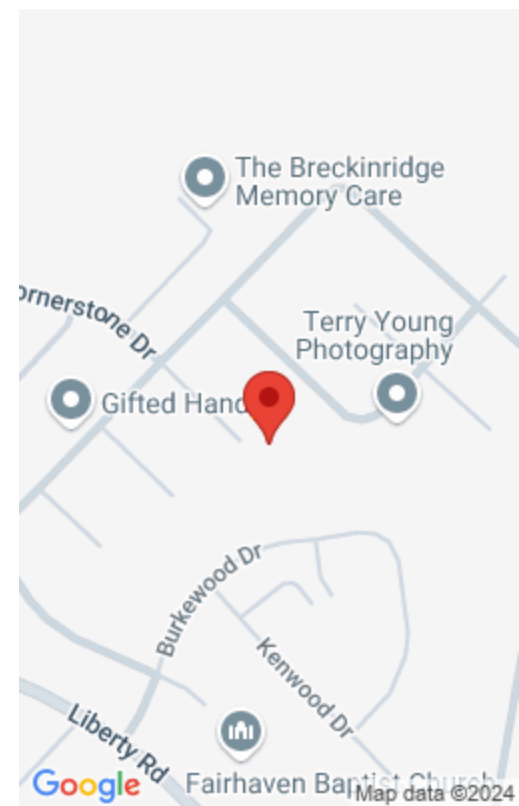 The Breckinridge
Memory Care
ornerstone Dr
Terry Young
Photography
Gifted Hand
Burkewood Dr
Kenwood Dr
Liberty Rd
Fairhaven Baptist Church
Google
Map data ©2024